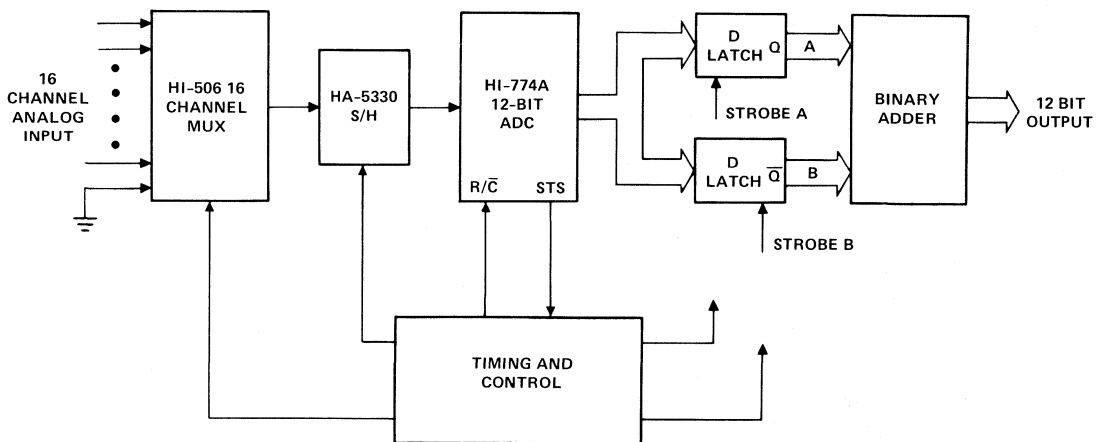 16
CHANNEL
ANALOG
INPUT
HI-506 16
CHANNEL
MUX
HA-5330
S/H
HI-774A
12-BIT
ADC
R/C̅
STS
D
LATCH
Q
A
STROBE A
D
LATCH
Q̅
B
STROBE B
BINARY
ADDER
12 BIT
OUTPUT
TIMING AND
CONTROL